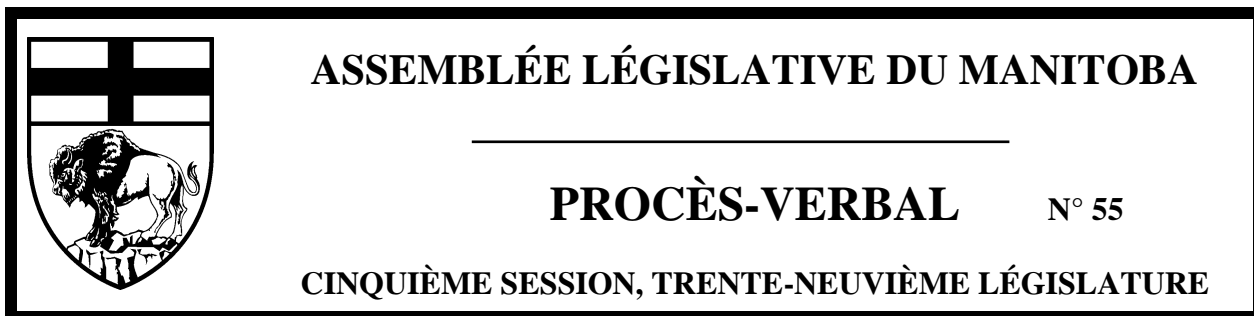 ASSEMBLÉE LÉGISLATIVE DU MANITOBA
PROCÈS-VERBAL N° 55
CINQUIÈME SESSION, TRENTE-NEUVIÈME LÉGISLATURE